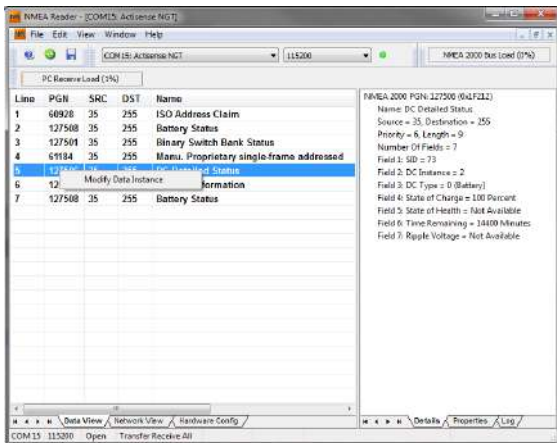 NMEA Reader - [COM15: Actisense NGT]
File Edit View Window Help
COM15: Actisense NGT 115200 NMEA 2000 Bus Load (0%)
PC Receive Load (1%)
Line PGN SRC DST Name
1 60928 35 255 ISO Address Claim
2 127508 35 255 Battery Status
3 127501 35 255 Binary Switch Bank Status
4 61184 35 255 Manu. Proprietary single-frame addressed
5 127506 35 255 DC Detailed Status
Modify Data Instance
6 12 formation
7 127508 35 255 Battery Status
NMEA 2000 PGN: 127506 (0x1F212)
Name: DC Detailed Status
Source = 35, Destination = 255
Priority = 6, Length = 9
Number Of Fields = 7
Field 1: SID = 73
Field 2: DC Instance = 2
Field 3: DC Type = 0 (Battery)
Field 4: State of Charge = 100 Percent
Field 5: State of Health = Not Available
Field 6: Time Remaining = 14400 Minutes
Field 7: Ripple Voltage = Not Available
Data View Network View Hardware Config
Details Properties Log
COM15 115200 Open Transfer Receive All